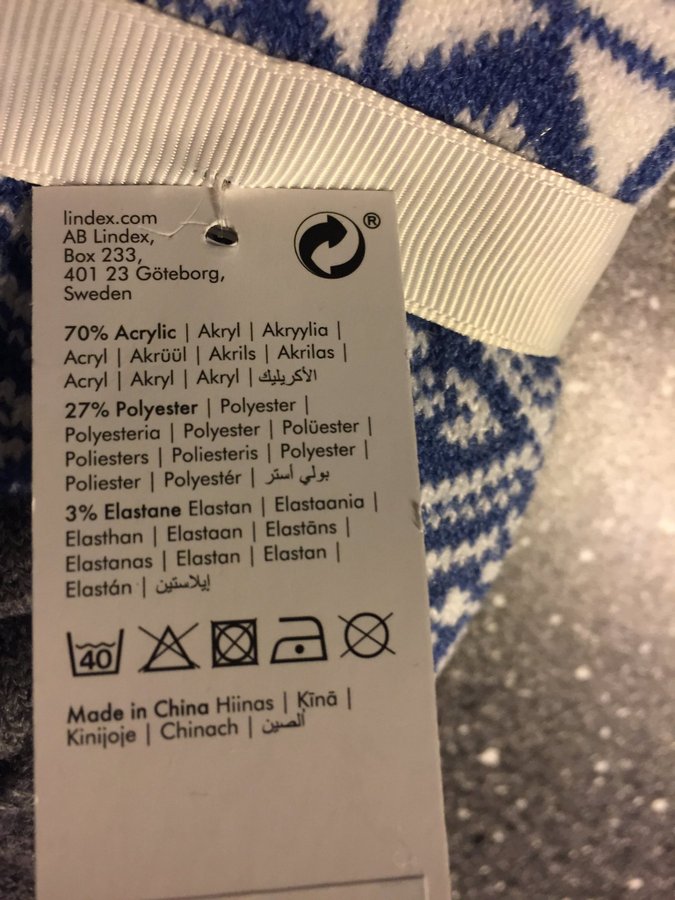 lindex.com
AB Lindex,
Box 233,
401 23 Göteborg,
Sweden
®
70% Acrylic | Akryl | Akryylia |
Acryl | Akrüül | Akrils | Akrilas |
Acryl | Akryl | Akryl | الأكريليك
27% Polyester | Polyester |
Polyesteria | Polyester | Polüester |
Poliesters | Poliesteris | Polyester |
Poliester | Polyestér | بولي أستر
3% Elastane Elastan | Elastaania |
Elasthan | Elastaan | Elastāns |
Elastanas | Elastan | Elastan |
Elastán | إيلاستين
40
Made in China Hiinas | Ķīnā |
Kinijoje | Chinach | الصين